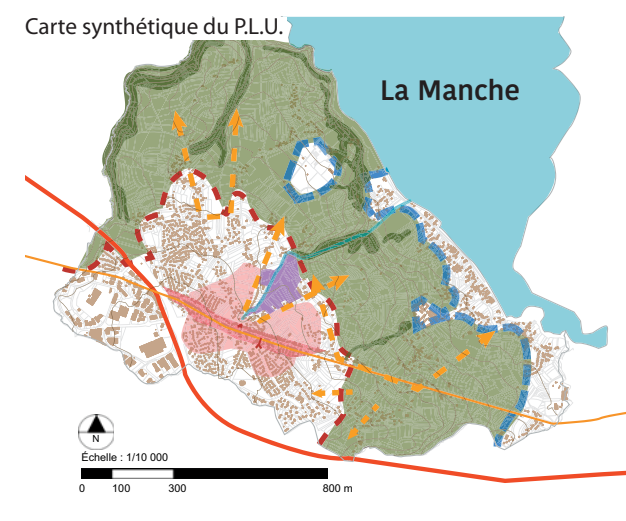 Carte synthétique du P.L.U.
La Manche
N
Échelle : 1/10 000
0 100 300 800 m